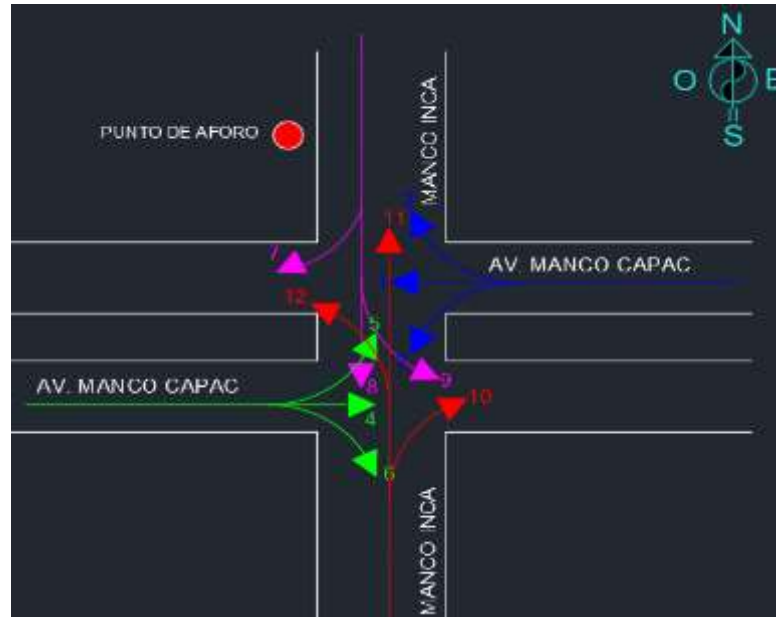 N
O
E
S
PUNTO DE AFORO
MANCO INCA
11
7
AV. MANCO CAPAC
12
5
AV. MANCO CAPAC
8
9
4
10
6
MANCO INCA